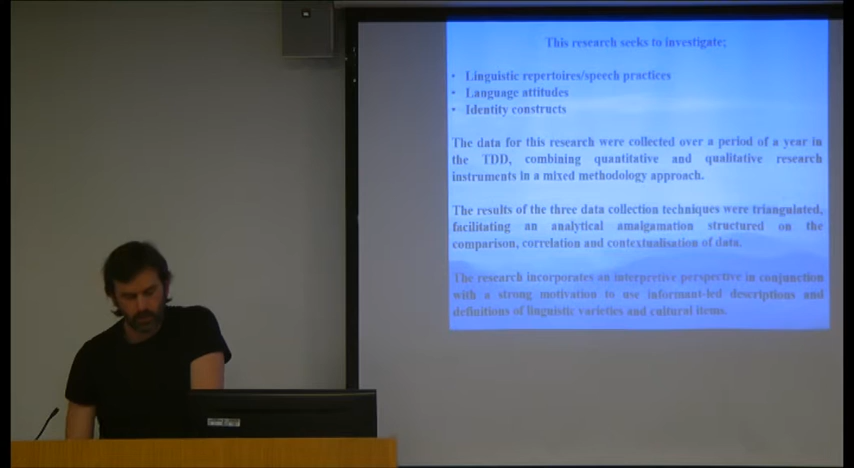 This research seeks to investigate;
• Linguistic repertoires/speech practices
• Language attitudes
• Identity constructs
The data for this research were collected over a period of a year in
the TDD, combining quantitative and qualitative research
instruments in a mixed methodology approach.
The results of the three data collection techniques were triangulated,
facilitating an analytical amalgamation structured on the
comparison, correlation and contextualisation of data.
The research incorporates an interpretive perspective in conjunction
with a strong motivation to use informant-led descriptions and
definitions of linguistic varieties and cultural items.